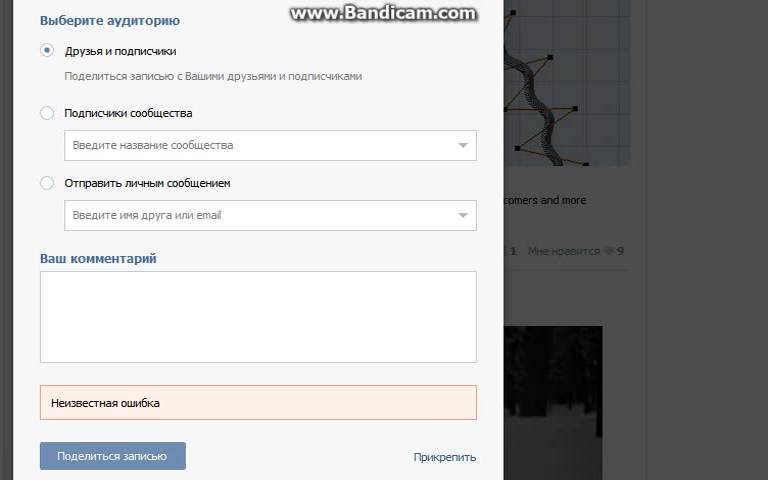 www.Bandicam.com
Выберите аудиторию
Друзья и подписчики
Поделиться записью с Вашими друзьями и подписчиками
Подписчики сообщества
Введите название сообщества
Отправить личным сообщением
Введите имя друга или email
comers and more
1 Мне нравится 9
Ваш комментарий
Неизвестная ошибка
Поделиться записью
Прикрепить